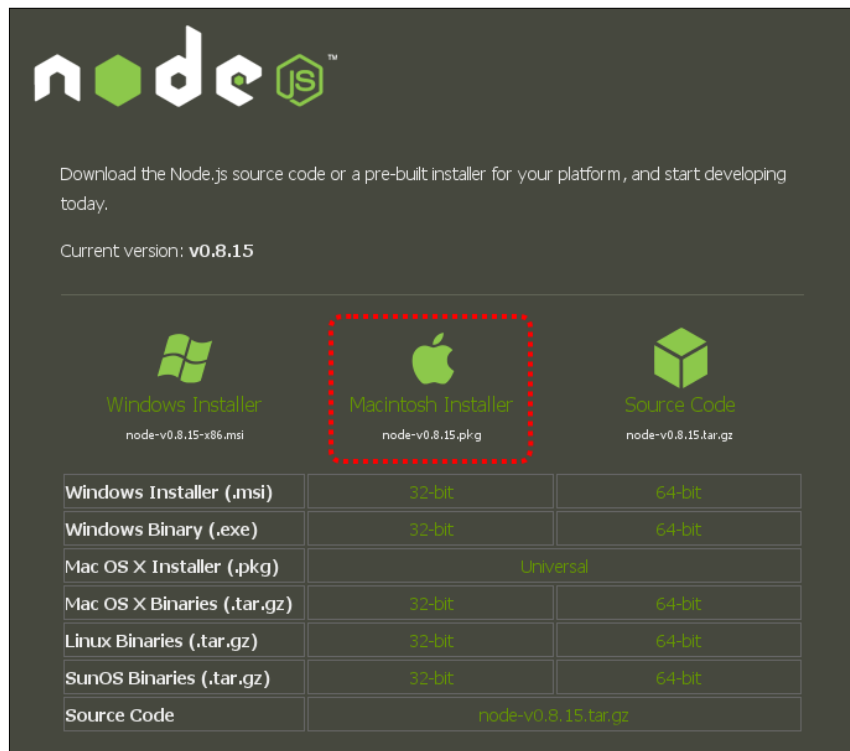 node JS™
Download the Node.js source code or a pre-built installer for your platform, and start developing
today.
Current version: v0.8.15
Windows Installer Macintosh Installer Source Code
node-v0.8.15-x86.msi node-v0.8.15.pkg node-v0.8.15.tar.gz
Windows Installer (.msi) 32-bit 64-bit
Windows Binary (.exe) 32-bit 64-bit
Mac OS X Installer (.pkg) Universal
Mac OS X Binaries (.tar.gz) 32-bit 64-bit
Linux Binaries (.tar.gz) 32-bit 64-bit
SunOS Binaries (.tar.gz) 32-bit 64-bit
Source Code node-v0.8.15.tar.gz